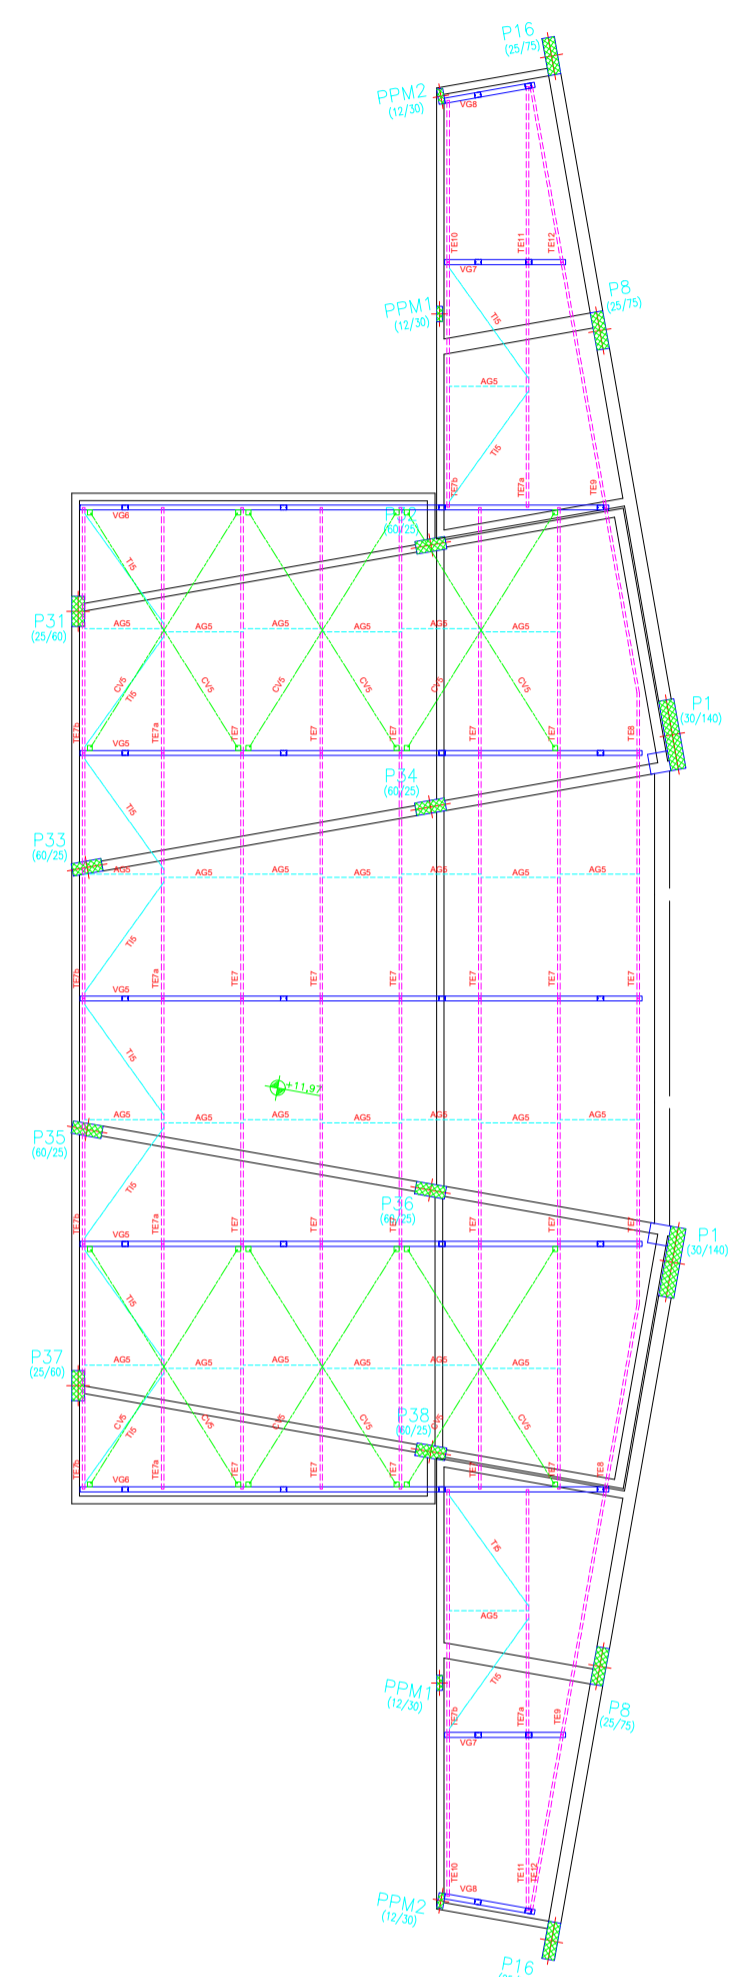 P16
(25/75)
PPM2
(12/30)
VG8
TE10
TE11
TE12
VG7
PPM1
(12/30)
P8
(25/75)
TI5
AG5
TI5
TE7b
TE7a
TE9
VG6
P32
(60/25)
TI5
P31
(25/60)
AG5
AG5
AG5
AG5
AG5
AG5
CV5
TI5
CV5
CV5
CV5
CV5
CV5
P1
(30/140)
TE7b
TE7a
TE7
TE7
TE7
TE7
TE7
TE8
VG5
P34
(60/25)
TI5
P33
(60/25)
AG5
AG5
AG5
AG5
AG5
AG5
AG5
TI5
TE7b
TE7a
TE7
TE7
TE7
TE7
TE7
TE7
VG5
TI5
+11,97
P35
(60/25)
AG5
AG5
AG5
AG5
AG5
AG5
AG5
TI5
P36
(60/25)
TE7b
TE7a
TE7
TE7
TE7
TE7
TE7
TE7
VG5
P1
(30/140)
TI5
P37
(25/60)
AG5
AG5
AG5
AG5
AG5
AG5
CV5
TI5
CV5
CV5
CV5
CV5
CV5
P38
(60/25)
TE7b
TE7a
TE7
TE7
TE7
TE7
TE7
TE8
VG6
TI5
AG5
TI5
PPM1
(12/30)
P8
(25/75)
TE7b
TE7a
TE9
VG7
TE10
TE11
TE12
VG8
PPM2
(12/30)
P16